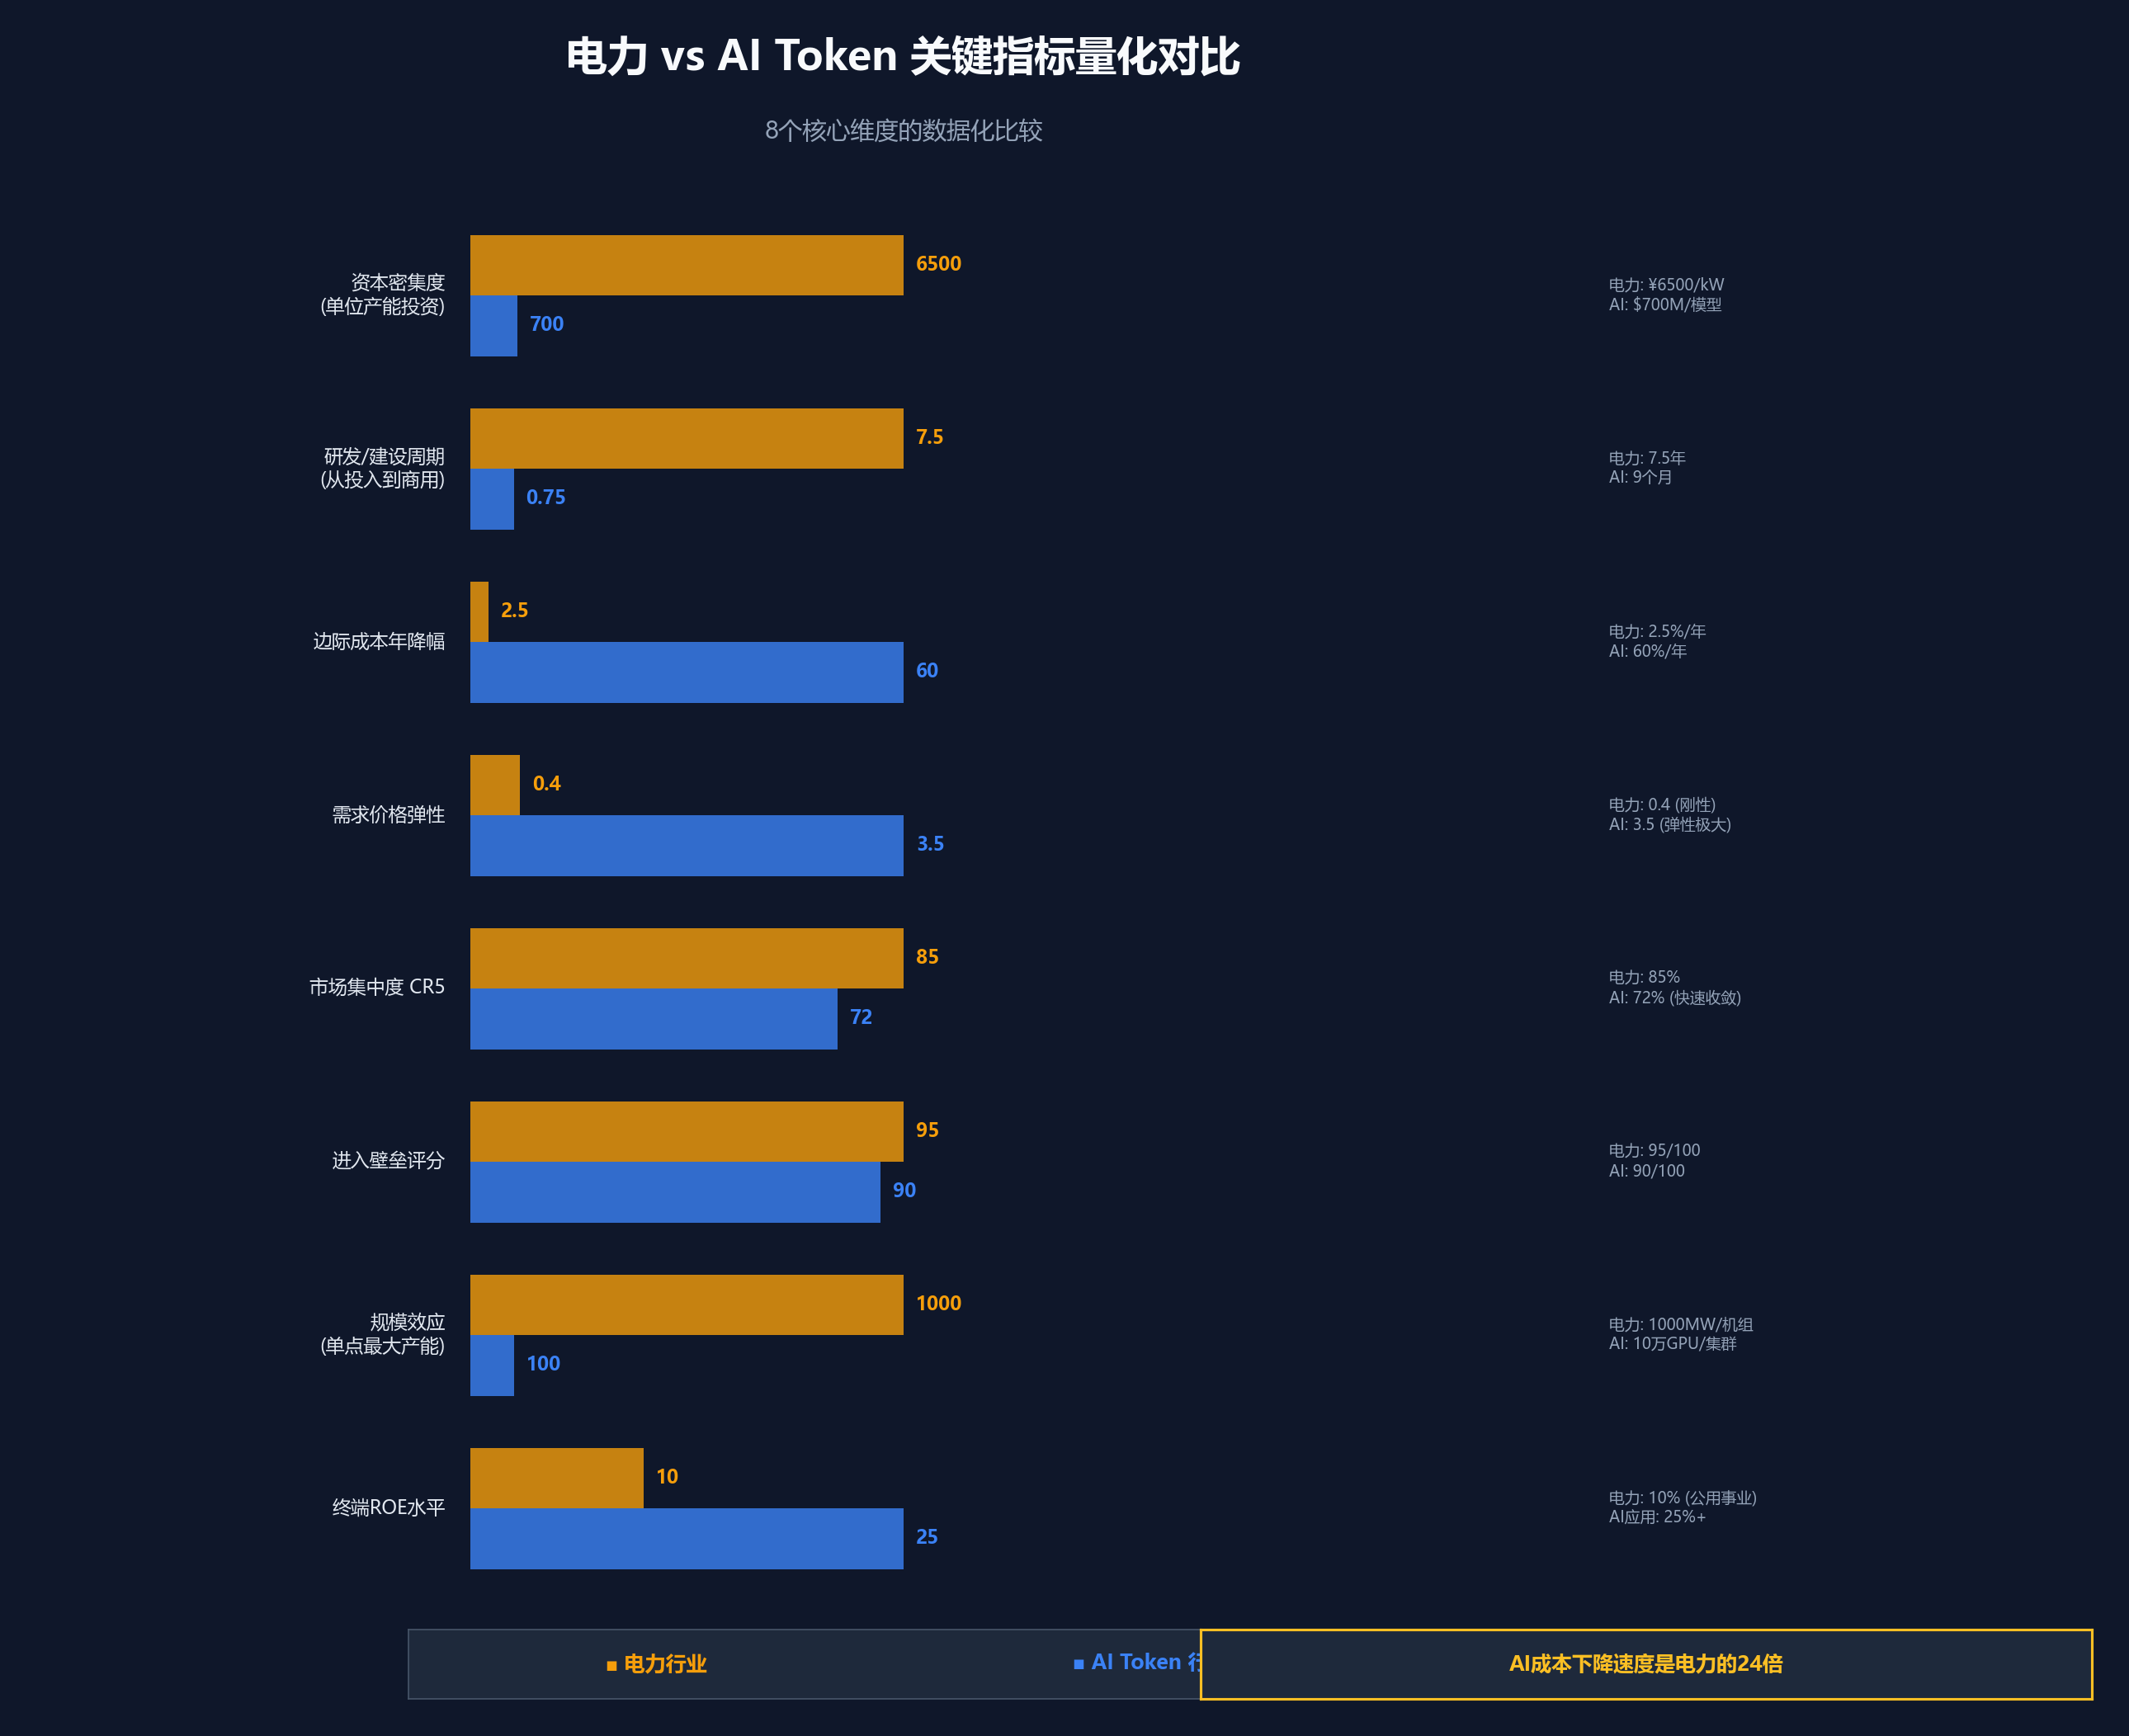 电力 vs AI Token 关键指标量化对比
8个核心维度的数据化比较
资本密集度
(单位产能投资)
6500
700
电力: ¥6500/kW
AI: $700M/模型
研发/建设周期
(从投入到商用)
7.5
0.75
电力: 7.5年
AI: 9个月
边际成本年降幅
2.5
60
电力: 2.5%/年
AI: 60%/年
需求价格弹性
0.4
3.5
电力: 0.4 (刚性)
AI: 3.5 (弹性极大)
市场集中度 CR5
85
72
电力: 85%
AI: 72% (快速收敛)
进入壁垒评分
95
90
电力: 95/100
AI: 90/100
规模效应
(单点最大产能)
1000
100
电力: 1000MW/机组
AI: 10万GPU/集群
终端ROE水平
10
25
电力: 10% (公用事业)
AI应用: 25%+
■ 电力行业
■ AI Token
AI成本下降速度是电力的24倍